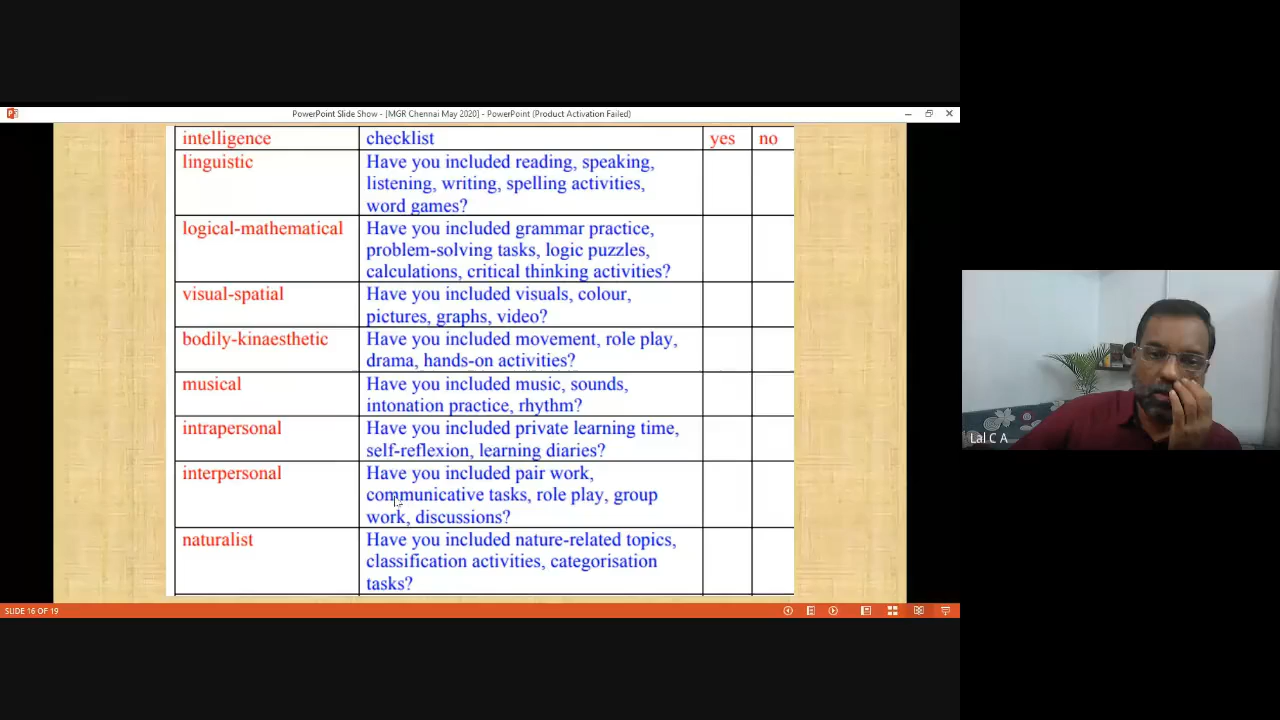 PowerPoint Slide Show - [MGR Chennai May 2020] - PowerPoint (Product Activation Failed)
intelligence checklist yes no
linguistic Have you included reading, speaking,
listening, writing, spelling activities,
word games?
logical-mathematical Have you included grammar practice,
problem-solving tasks, logic puzzles,
calculations, critical thinking activities?
visual-spatial Have you included visuals, colour,
pictures, graphs, video?
bodily-kinaesthetic Have you included movement, role play,
drama, hands-on activities?
musical Have you included music, sounds,
intonation practice, rhythm?
intrapersonal Have you included private learning time,
self-reflexion, learning diaries?
interpersonal Have you included pair work,
communicative tasks, role play, group
work, discussions?
naturalist Have you included nature-related topics,
classification activities, categorisation
tasks?
SLIDE 16 OF 19
Lal C A